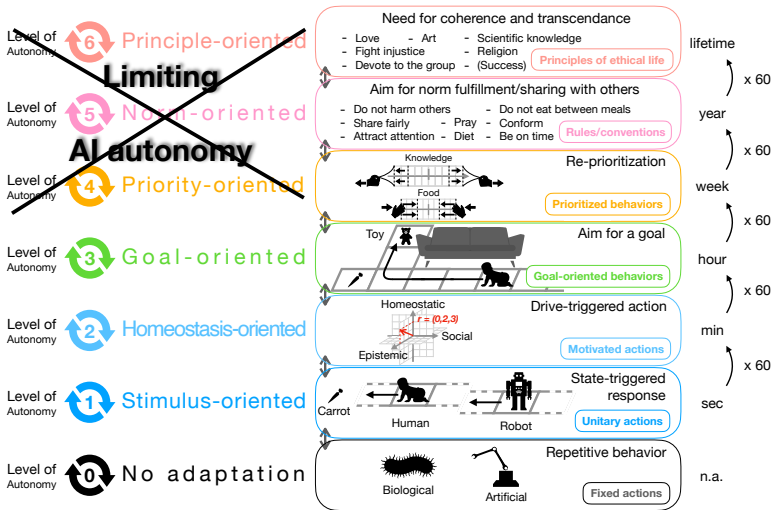 Level of Autonomy 6 Principle-oriented
Need for coherence and transcendence
- Love - Art - Scientific knowledge
- Fight injustice - Religion
- Devote to the group - (Success)
Principles of ethical life
lifetime
x 60
Limiting
Level of Autonomy 5 Norm-oriented
Aim for norm fulfillment/sharing with others
- Do not harm others - Do not eat between meals
- Share fairly - Pray - Conform
- Attract attention - Diet - Be on time
Rules/conventions
year
x 60
AI autonomy
Level of Autonomy 4 Priority-oriented
Re-prioritization
Knowledge
Food
Prioritized behaviors
week
x 60
Level of Autonomy 3 Goal-oriented
Aim for a goal
Toy
Goal-oriented behaviors
hour
x 60
Level of Autonomy 2 Homeostasis-oriented
Drive-triggered action
Homeostatic
r = (0,2,3)
Social
Epistemic
Motivated actions
min
x 60
Level of Autonomy 1 Stimulus-oriented
State-triggered
response
Carrot
Human
Robot
Unitary actions
sec
Level of Autonomy 0 No adaptation
Repetitive behavior
Biological
Artificial
Fixed actions
n.a.